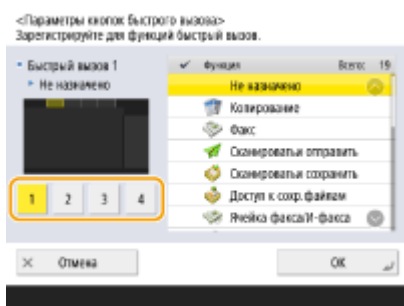 <Параметры кнопок быстрого вызова>
Зарегистрируйте для функций быстрый вызов.
Быстрый вызов 1
Не назначено
Функция Всего: 19
Не назначено
Копирование
Факс
Сканировать и отправить
Сканировать и сохранить
Доступ к сохр. файлам
Ячейка факса/И-факса
1 2 3 4
Отмена
OK